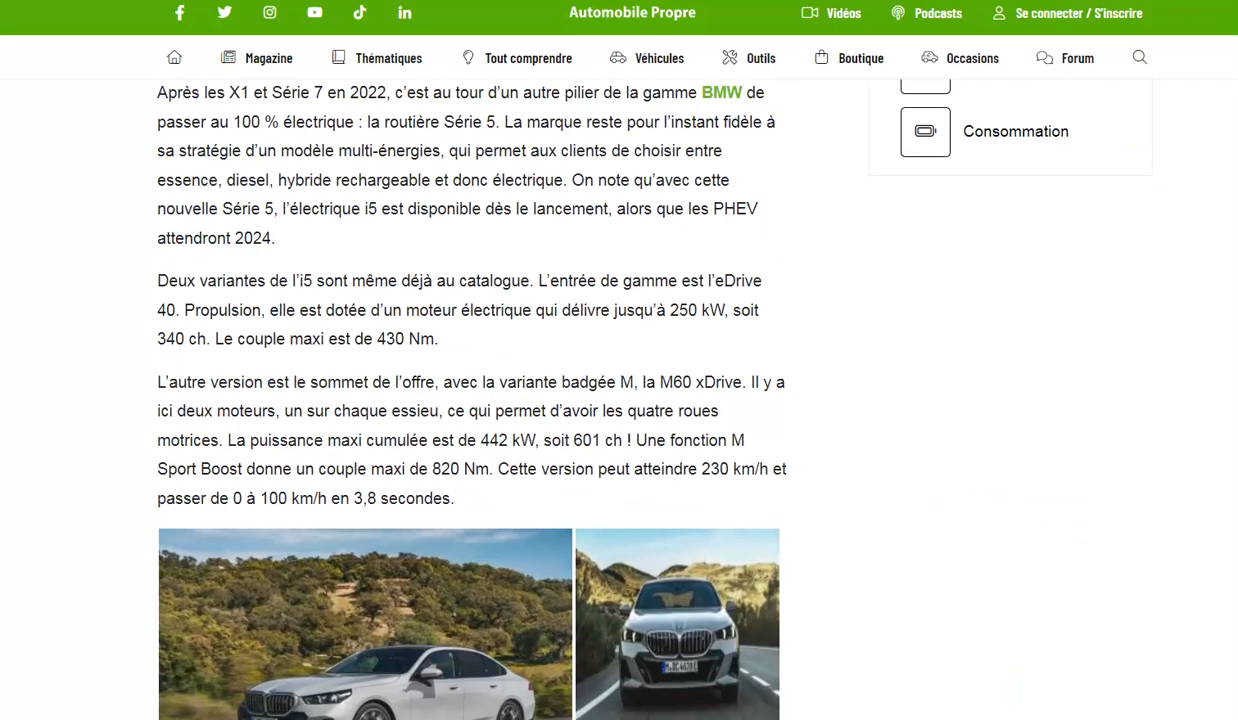 Automobile Propre
Vidéos
Podcasts
Se connecter / S'inscrire
Magazine
Thématiques
Tout comprendre
Véhicules
Outils
Boutique
Occasions
Forum
Après les X1 et Série 7 en 2022, c’est au tour d’un autre pilier de la gamme BMW de
passer au 100 % électrique : la routière Série 5. La marque reste pour l’instant fidèle à
sa stratégie d’un modèle multi-énergies, qui permet aux clients de choisir entre
essence, diesel, hybride rechargeable et donc électrique. On note qu’avec cette
nouvelle Série 5, l’électrique i5 est disponible dès le lancement, alors que les PHEV
attendront 2024.
Deux variantes de l’i5 sont même déjà au catalogue. L’entrée de gamme est l’eDrive
40. Propulsion, elle est dotée d’un moteur électrique qui délivre jusqu’à 250 kW, soit
340 ch. Le couple maxi est de 430 Nm.
L’autre version est le sommet de l’offre, avec la variante badgée M, la M60 xDrive. Il y a
ici deux moteurs, un sur chaque essieu, ce qui permet d’avoir les quatre roues
motrices. La puissance maxi cumulée est de 442 kW, soit 601 ch ! Une fonction M
Sport Boost donne un couple maxi de 820 Nm. Cette version peut atteindre 230 km/h et
passer de 0 à 100 km/h en 3,8 secondes.
Consommation